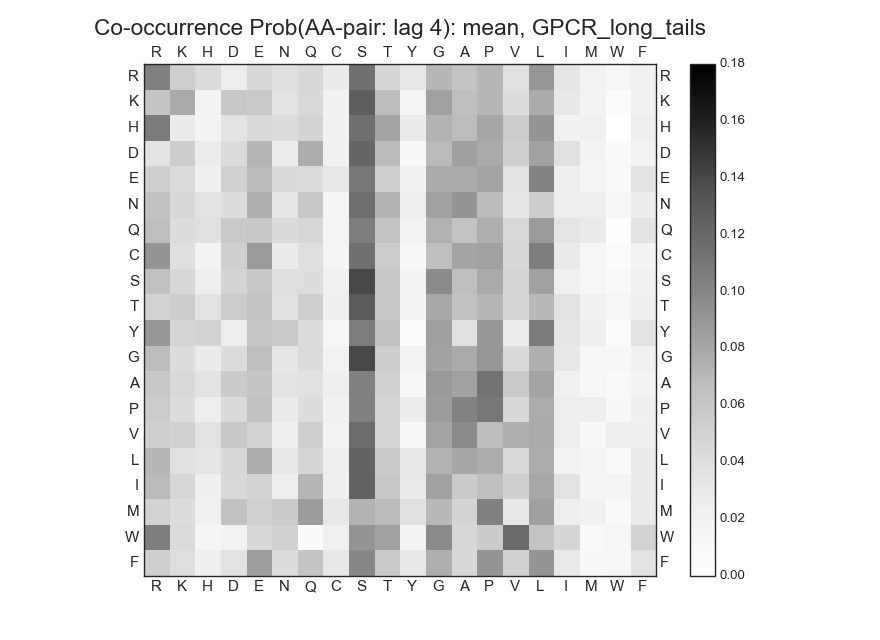 Co-occurrence Prob(AA-pair: lag 4): mean, GPCR_long_tails
R K H D E N Q C S T Y G A P V L I M W F
R R 0.18
K K 0.16
H H
D D 0.14
E E
N N 0.12
Q Q
C C
S S 0.10
T T
Y Y 0.08
G G
A A
P P 0.06
V V
L L 0.04
I I
M M 0.02
W W
F F 0.00
R K H D E N Q C S T Y G A P V L I M W F